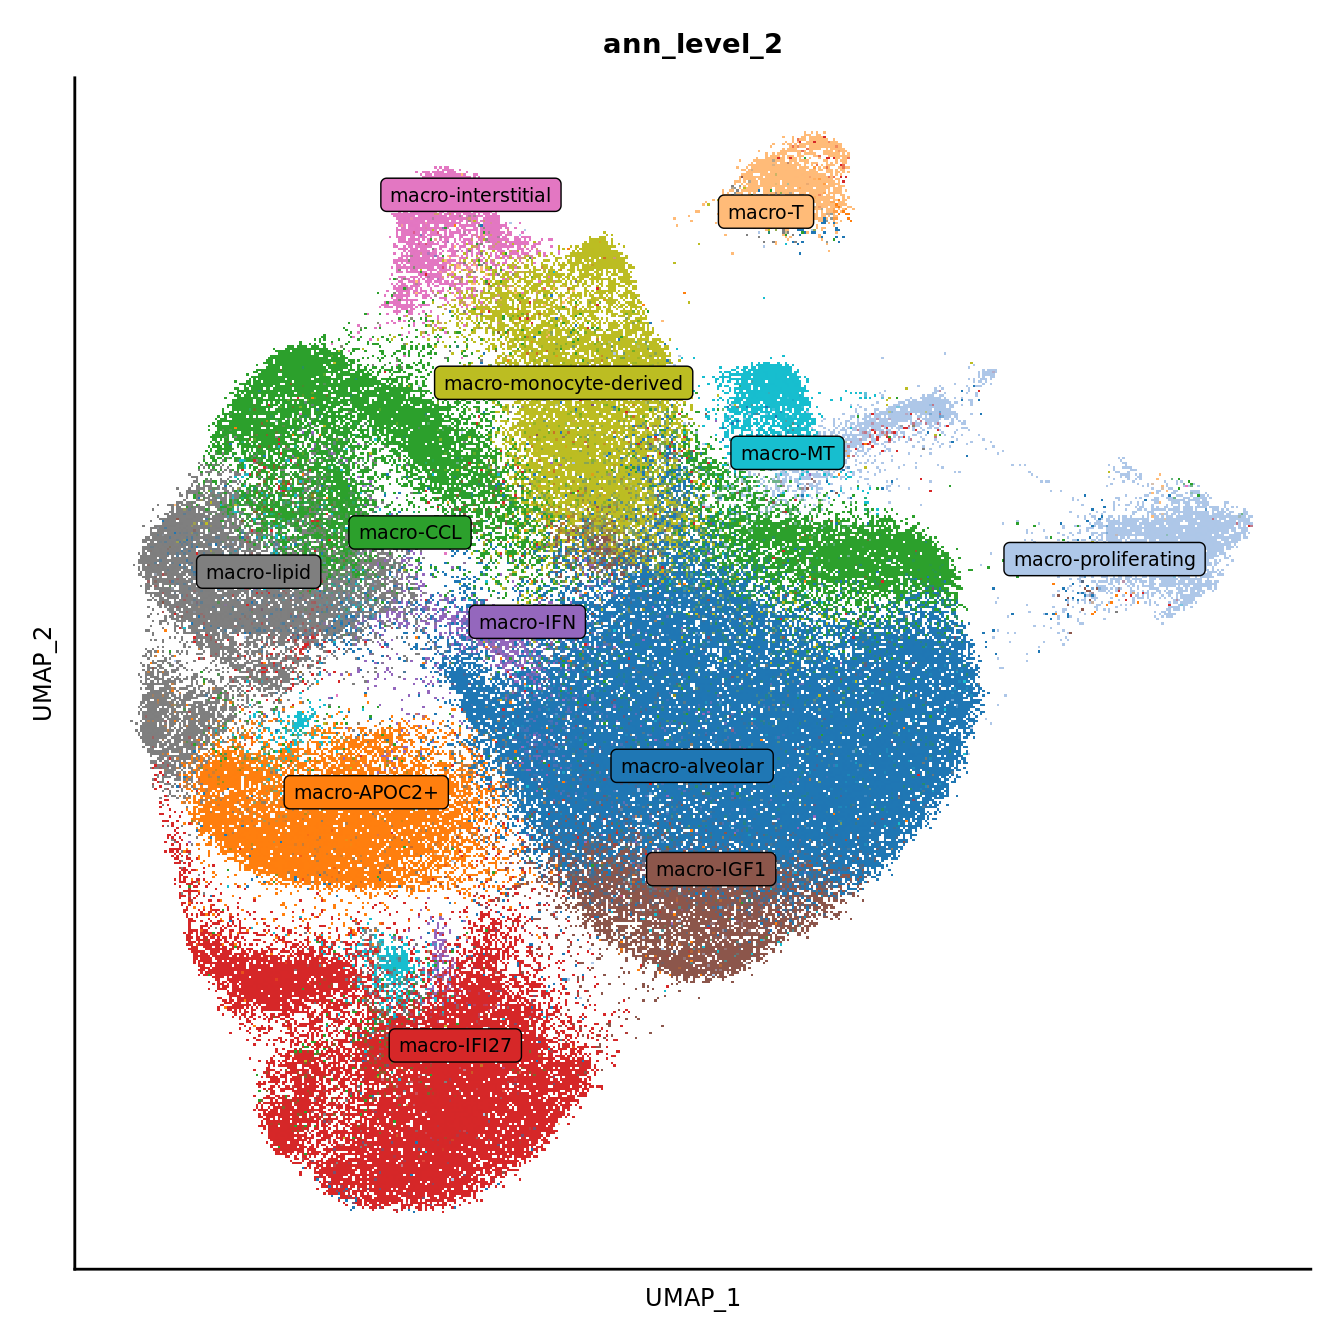 ann_level_2
macro-interstitial
macro-T
macro-monocyte-derived
macro-MT
macro-CCL
macro-proliferating
macro-lipid
macro-IFN
UMAP_2
macro-alveolar
macro-APOC2+
macro-IGF1
macro-IFI27
UMAP_1